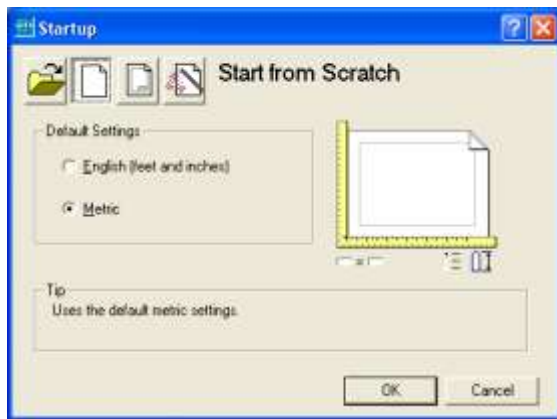 Startup
Start from Scratch
Default Settings
English (feet and inches)
Metric
Tip
Uses the default metric settings.
OK
Cancel